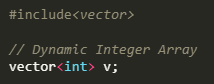 #include<vector>
// Dynamic Integer Array
vector<int> v;